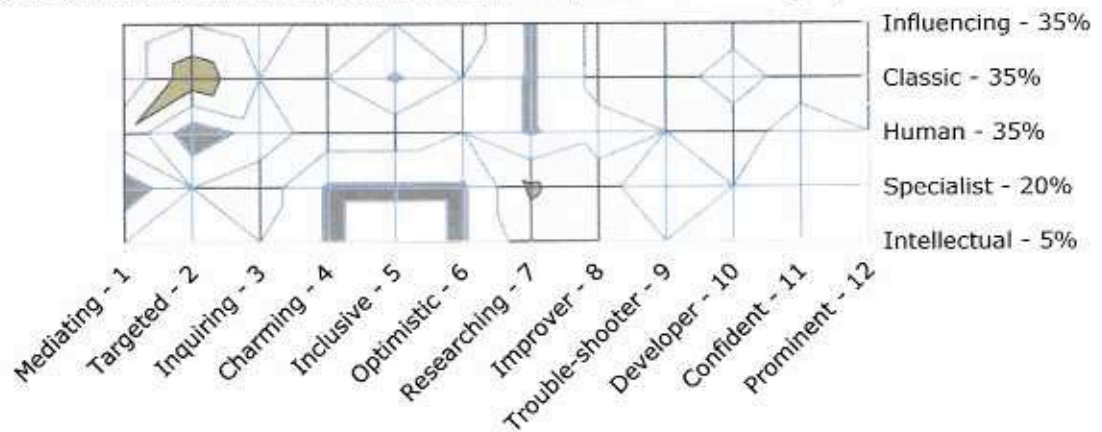 Influencing - 35%
Classic - 35%
Human - 35%
Specialist - 20%
Intellectual - 5%
Mediating - 1
Targeted - 2
Inquiring - 3
Charming - 4
Inclusive - 5
Optimistic - 6
Researching - 7
Improver - 8
Trouble-shooter - 9
Developer - 10
Confident - 11
Prominent - 12